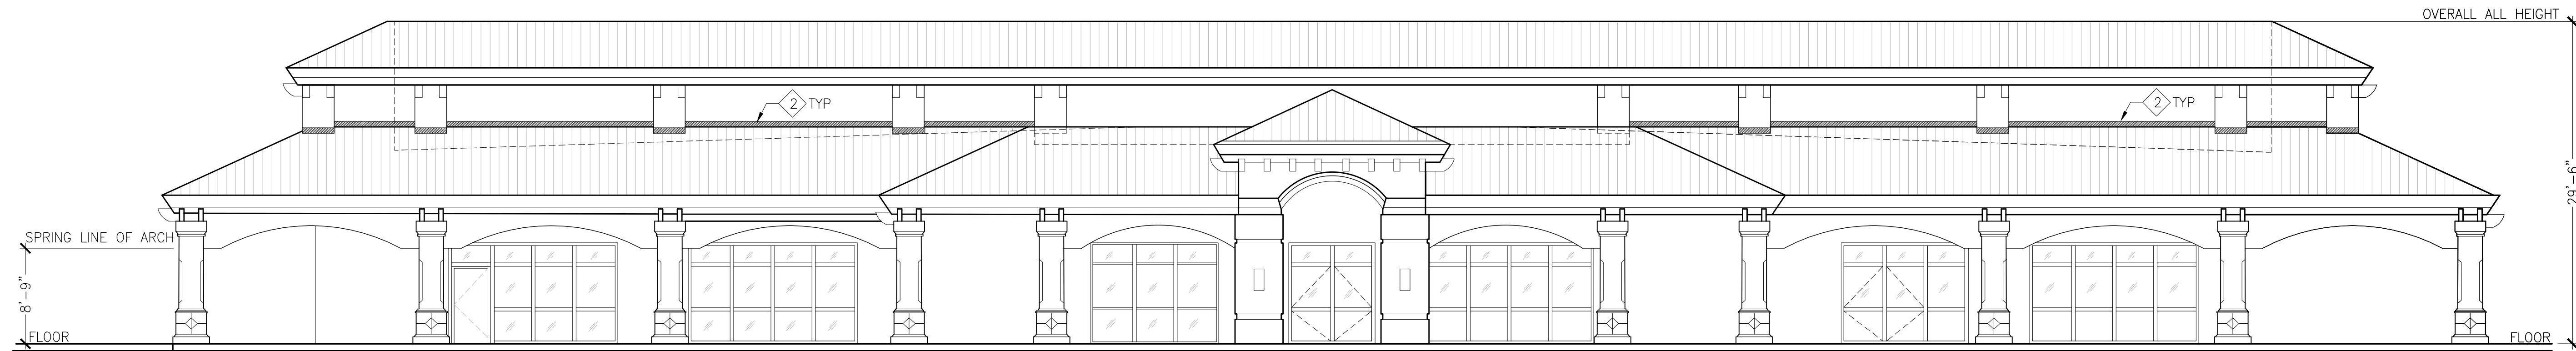 OVERALL ALL HEIGHT
2 TYP
2 TYP
29'-6"
SPRING LINE OF ARCH
8'-9"
FLOOR
FLOOR